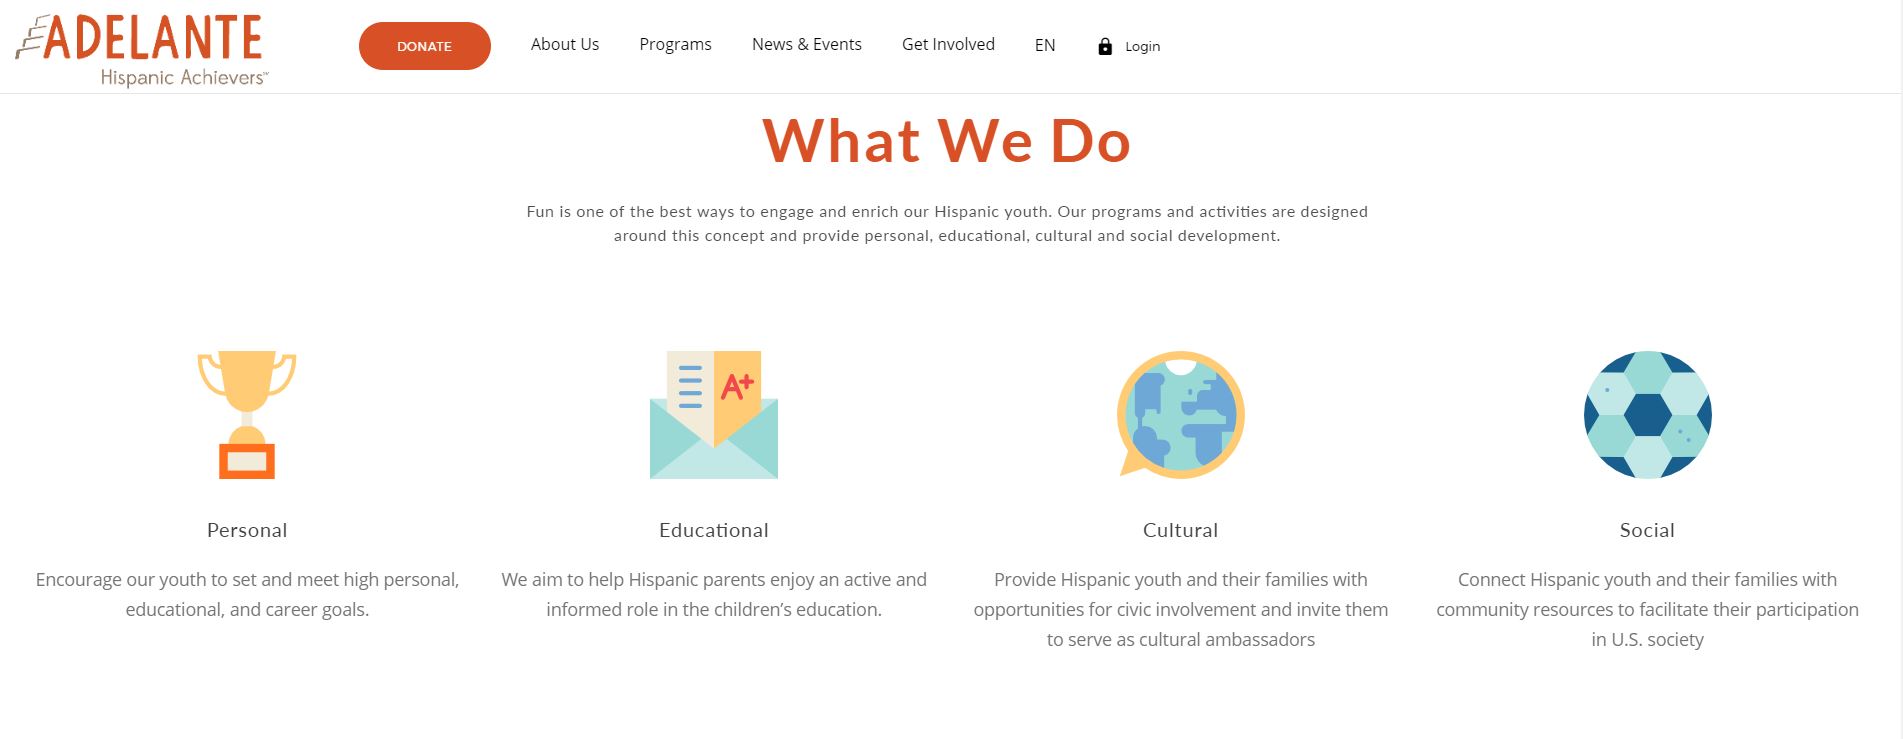 ADELANTE
Hispanic Achievers℠
DONATE
About Us
Programs
News & Events
Get Involved
EN
Login
What We Do
Fun is one of the best ways to engage and enrich our Hispanic youth. Our programs and activities are designed
around this concept and provide personal, educational, cultural and social development.
A+
Personal
Encourage our youth to set and meet high personal,
educational, and career goals.
Educational
We aim to help Hispanic parents enjoy an active and
informed role in the children’s education.
Cultural
Provide Hispanic youth and their families with
opportunities for civic involvement and invite them
to serve as cultural ambassadors
Social
Connect Hispanic youth and their families with
community resources to facilitate their participation
in U.S. society